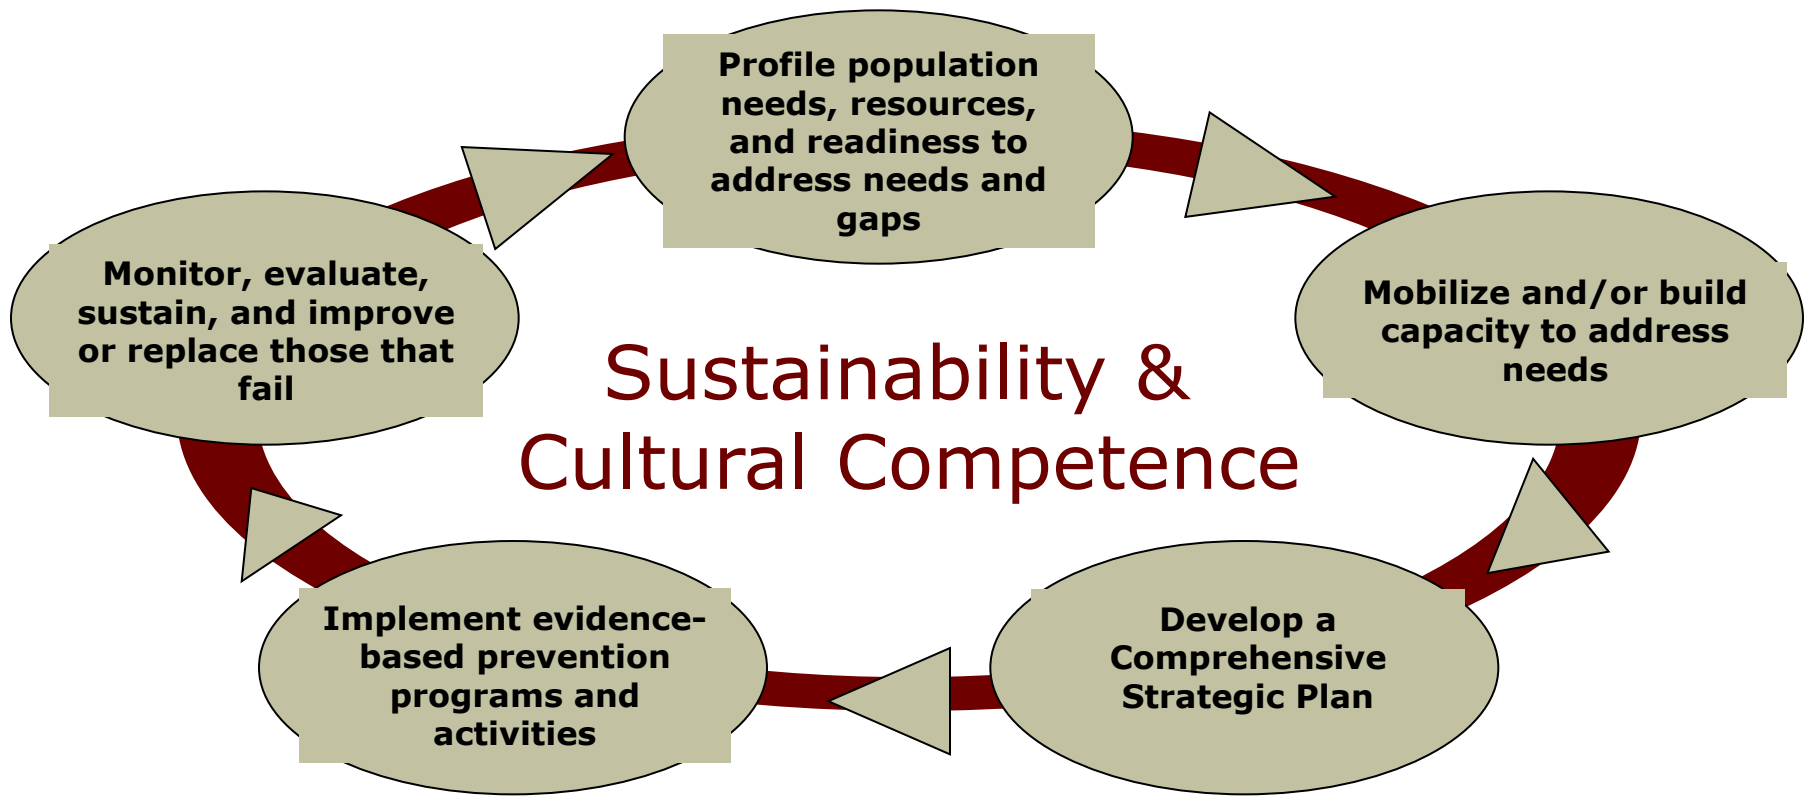 Profile population
needs, resources,
and readiness to
address needs and
gaps
Mobilize and/or build
capacity to address
needs
Develop a
Comprehensive
Strategic Plan
Implement evidence-
based prevention
programs and
activities
Monitor, evaluate,
sustain, and improve
or replace those that
fail
Sustainability &
Cultural Competence